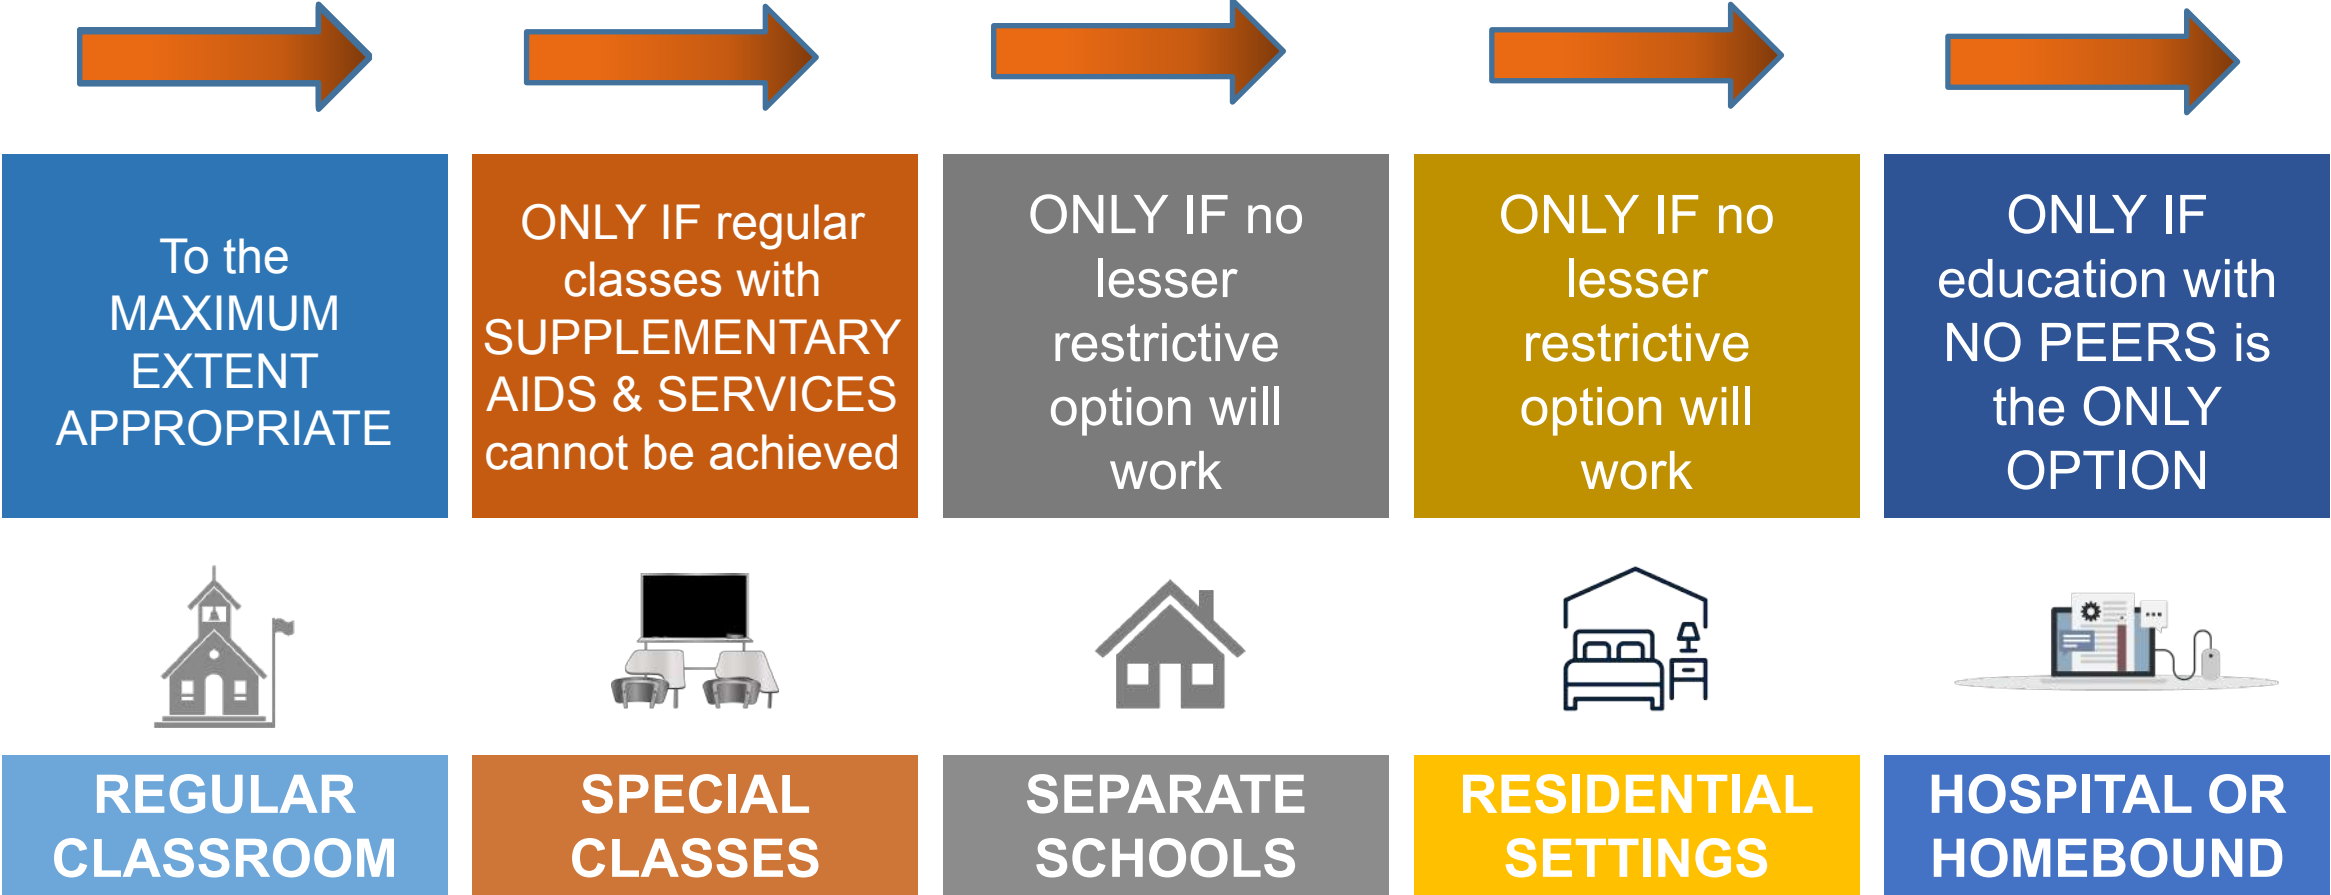 To the
MAXIMUM
EXTENT
APPROPRIATE
ONLY IF regular
classes with
SUPPLEMENTARY
AIDS & SERVICES
cannot be achieved
ONLY IF no
lesser
restrictive
option will
work
ONLY IF no
lesser
restrictive
option will
work
ONLY IF
education with
NO PEERS is
the ONLY
OPTION
REGULAR
CLASSROOM
SPECIAL
CLASSES
SEPARATE
SCHOOLS
RESIDENTIAL
SETTINGS
HOSPITAL OR
HOMEBOUND